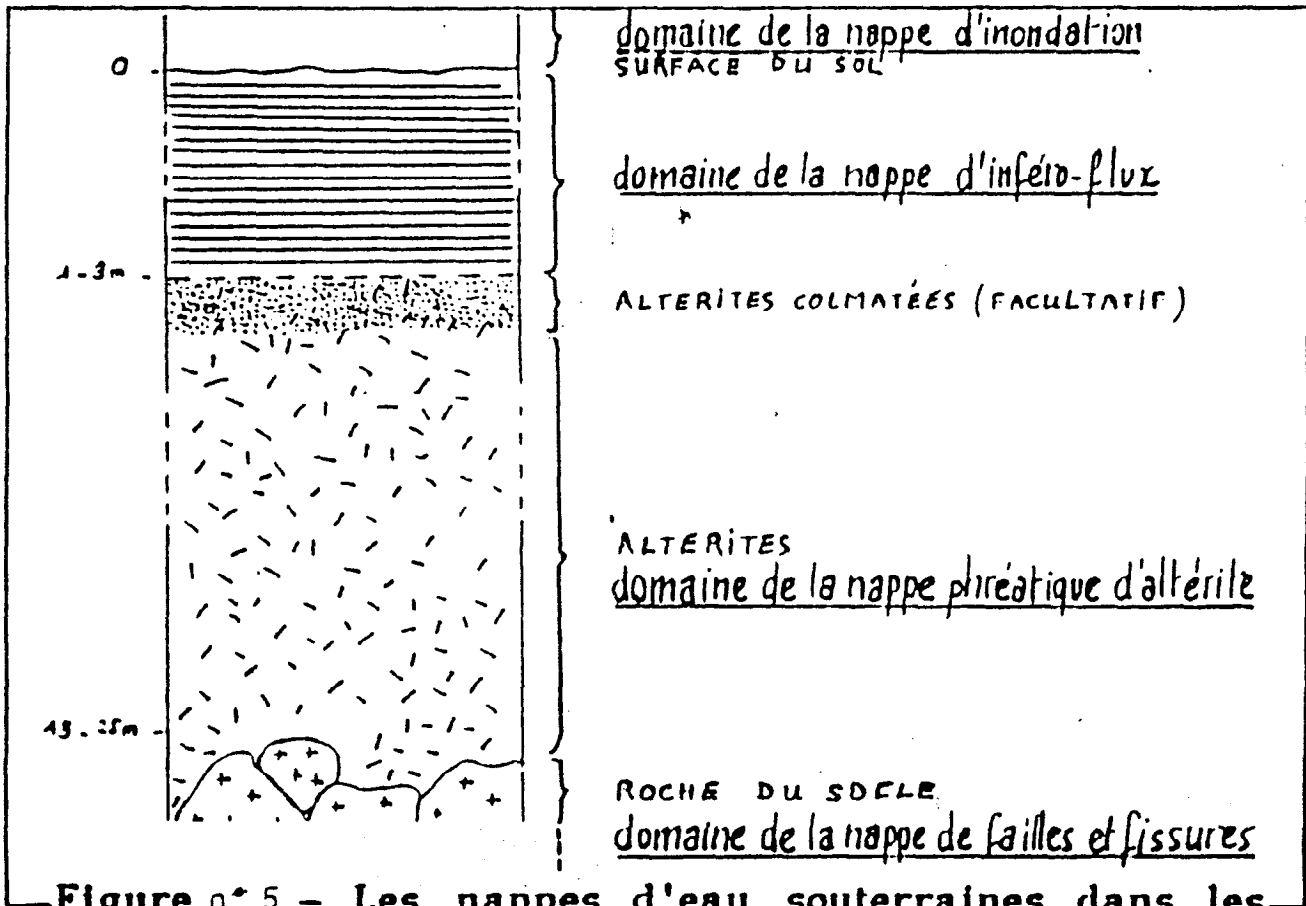 domaine de la nappe d'inondation
0
SURFACE DU SOL
domaine de la nappe d'inféro-flux
1-3m
ALTERITES COLMATÉES (FACULTATIF)
ALTERITES
domaine de la nappe phréatique d'altérite
ROCHE DU SOCLE
domaine de la nappe de failles et fissures
Figure n° 5 - Les nappes d'eau souterraines dans les